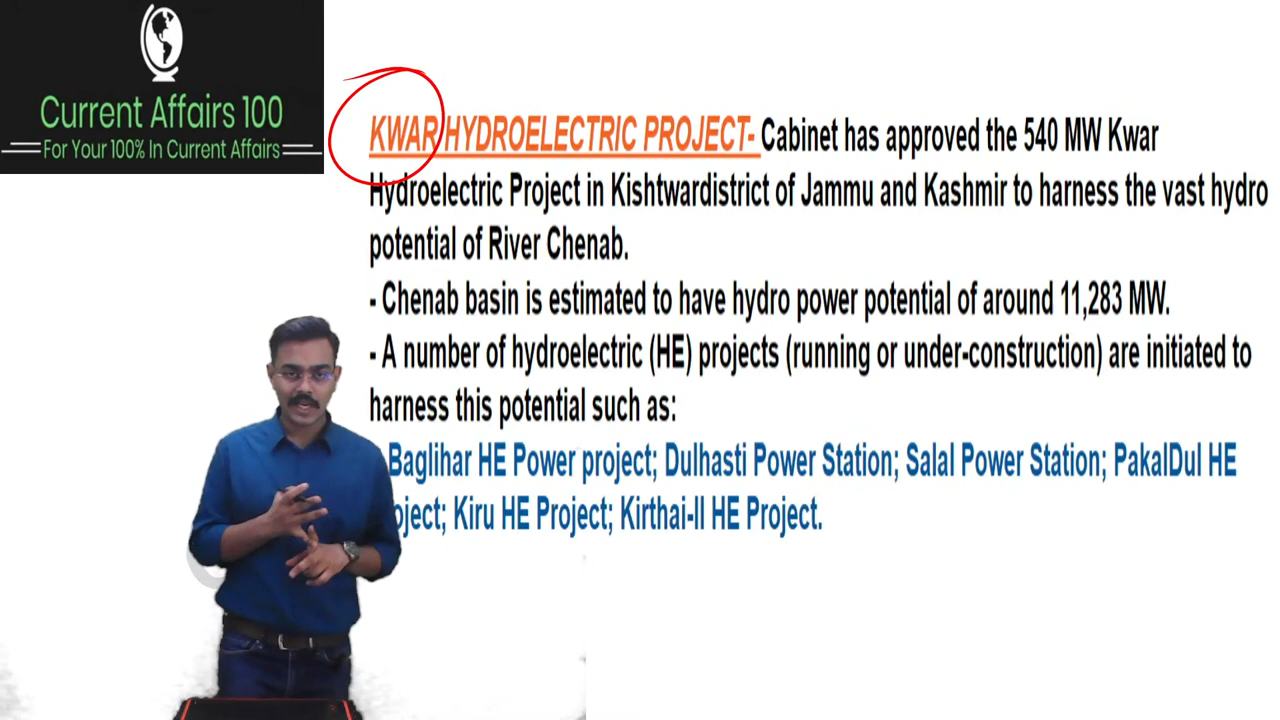 Current Affairs 100
For Your 100% In Current Affairs
KWAR HYDROELECTRIC PROJECT- Cabinet has approved the 540 MW Kwar
Hydroelectric Project in Kishtwardistrict of Jammu and Kashmir to harness the vast hydro
potential of River Chenab.
- Chenab basin is estimated to have hydro power potential of around 11,283 MW.
- A number of hydroelectric (HE) projects (running or under-construction) are initiated to
harness this potential such as:
Baglihar HE Power project; Dulhasti Power Station; Salal Power Station; PakalDul HE
oject; Kiru HE Project; Kirthai-II HE Project.